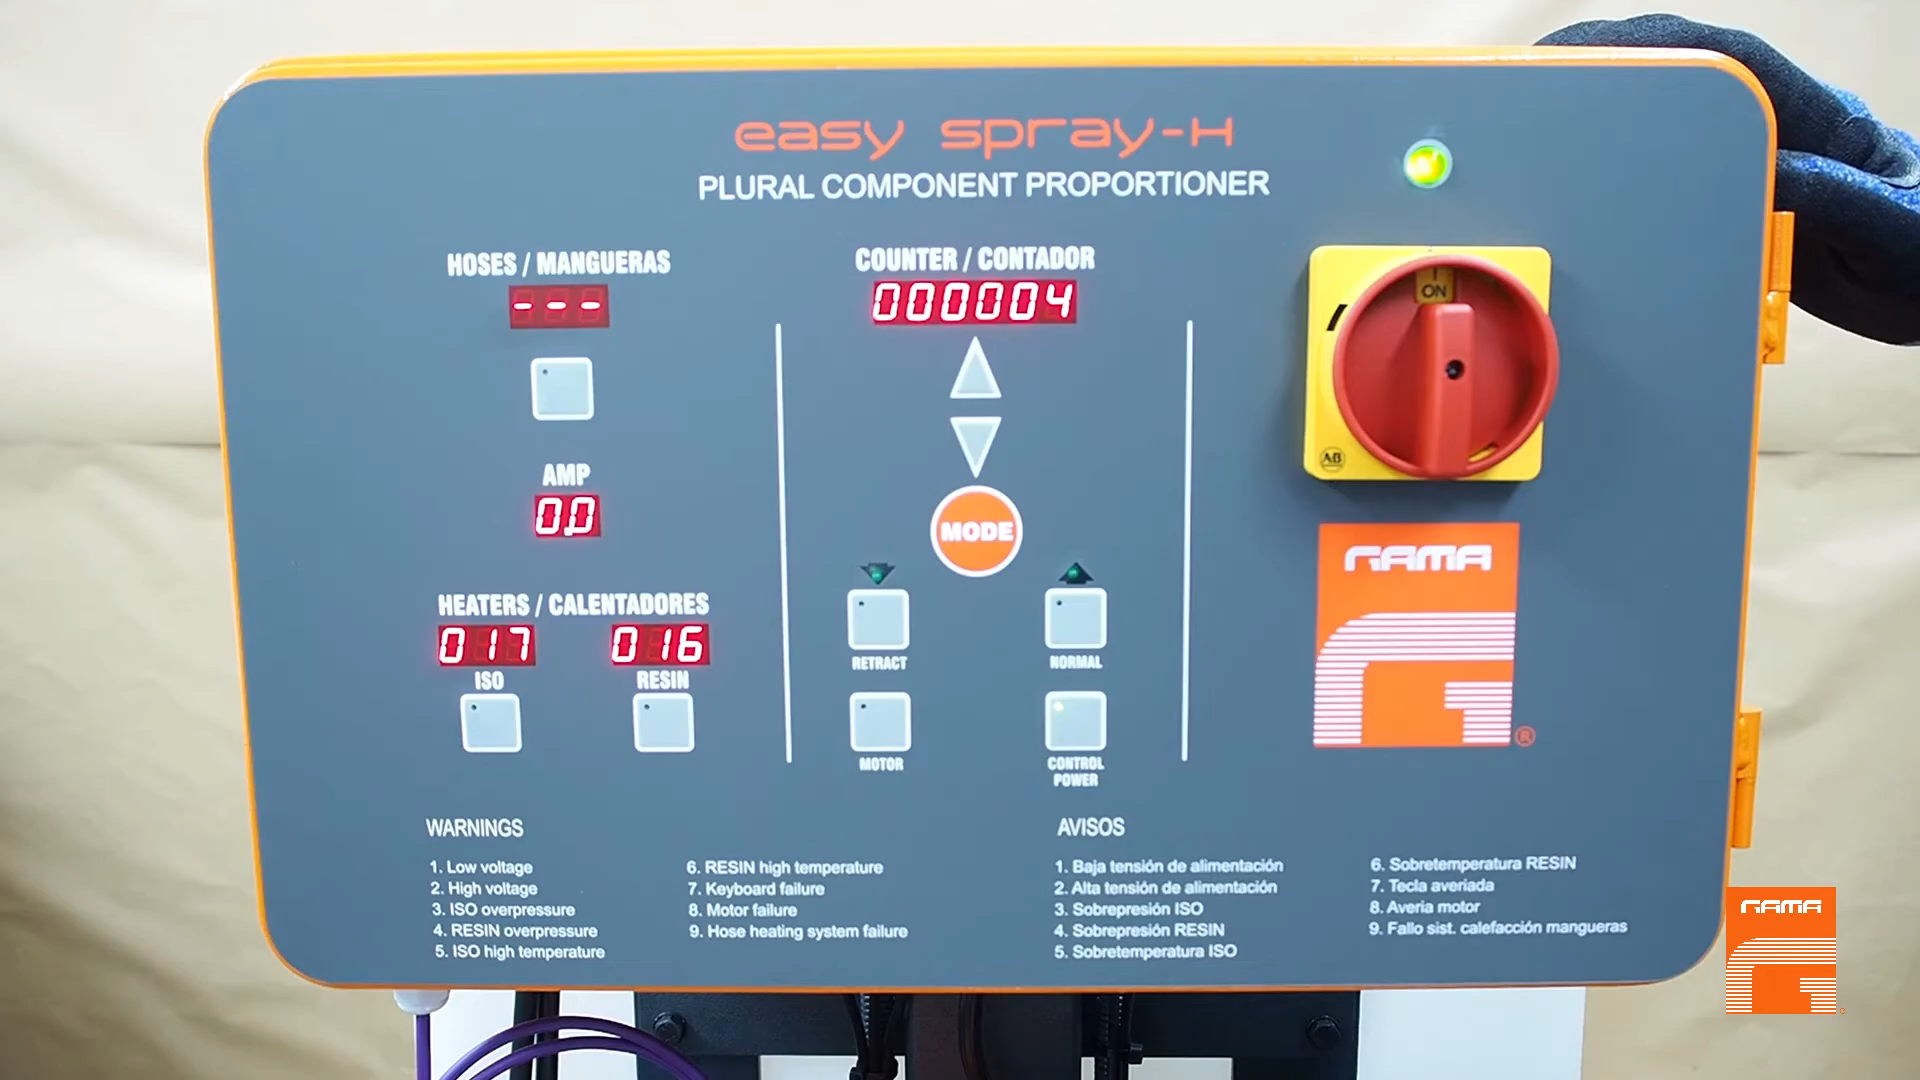 easy spray-H
PLURAL COMPONENT PROPORTIONER
HOSES / MANGUERAS
---
AMP
0.0
HEATERS / CALENTADORES
017 016
ISO RESIN
COUNTER / CONTADOR
000004
MODE
RETRACT NORMAL
MOTOR CONTROL
POWER
I
ON
AB
GAMA
®
WARNINGS
1. Low voltage
2. High voltage
3. ISO overpressure
4. RESIN overpressure
5. ISO high temperature
6. RESIN high temperature
7. Keyboard failure
8. Motor failure
9. Hose heating system failure
AVISOS
1. Baja tensión de alimentación
2. Alta tensión de alimentación
3. Sobrepresión ISO
4. Sobrepresión RESIN
5. Sobretemperatura ISO
6. Sobretemperatura RESIN
7. Tecla averiada
8. Averia motor
9. Fallo sist. calefacción mangueras
GAMA